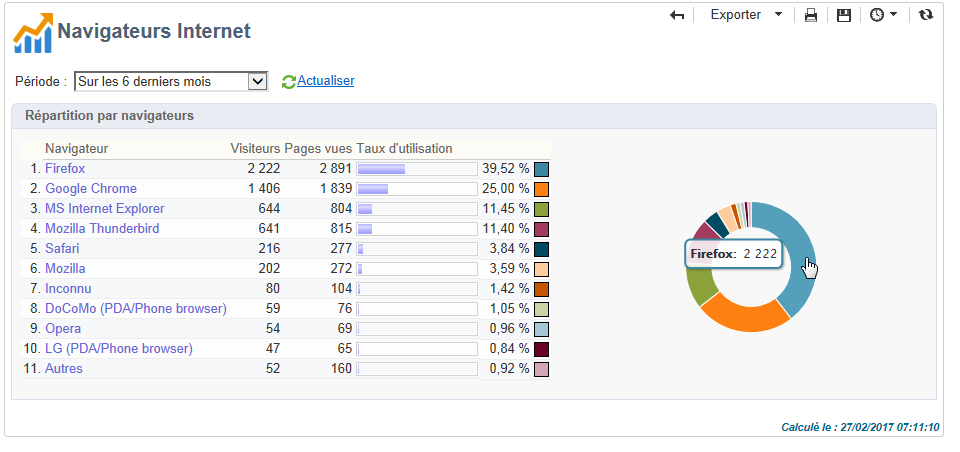 Exporter
Navigateurs Internet
Période : Sur les 6 derniers mois Actualiser
Répartition par navigateurs
Navigateur Visiteurs Pages vues Taux d'utilisation
1. Firefox 2 222 2 891 39,52 %
2. Google Chrome 1 406 1 839 25,00 %
3. MS Internet Explorer 644 804 11,45 %
4. Mozilla Thunderbird 641 815 11,40 %
5. Safari 216 277 3,84 %
6. Mozilla 202 272 3,59 %
7. Inconnu 80 104 1,42 %
8. DoCoMo (PDA/Phone browser) 59 76 1,05 %
9. Opera 54 69 0,96 %
10. LG (PDA/Phone browser) 47 65 0,84 %
11. Autres 52 160 0,92 %
Firefox: 2 222
Calculé le : 27/02/2017 07:11:10